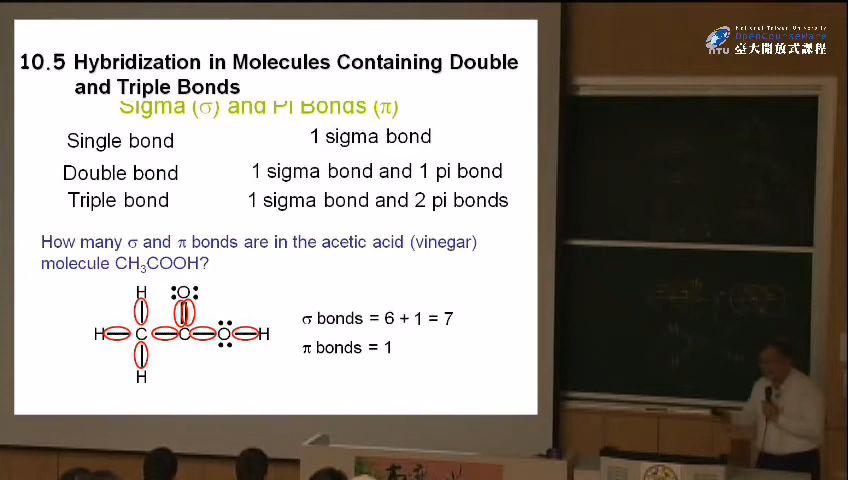 National Taiwan University
OpenCourseWare
NTU 臺大開放式課程
10.5 Hybridization in Molecules Containing Double
and Triple Bonds
Sigma (σ) and Pi Bonds (π)
Single bond 1 sigma bond
Double bond 1 sigma bond and 1 pi bond
Triple bond 1 sigma bond and 2 pi bonds
How many σ and π bonds are in the acetic acid (vinegar)
molecule CH₃COOH?
H :O:
σ bonds = 6 + 1 = 7
H C C O H
π bonds = 1
H